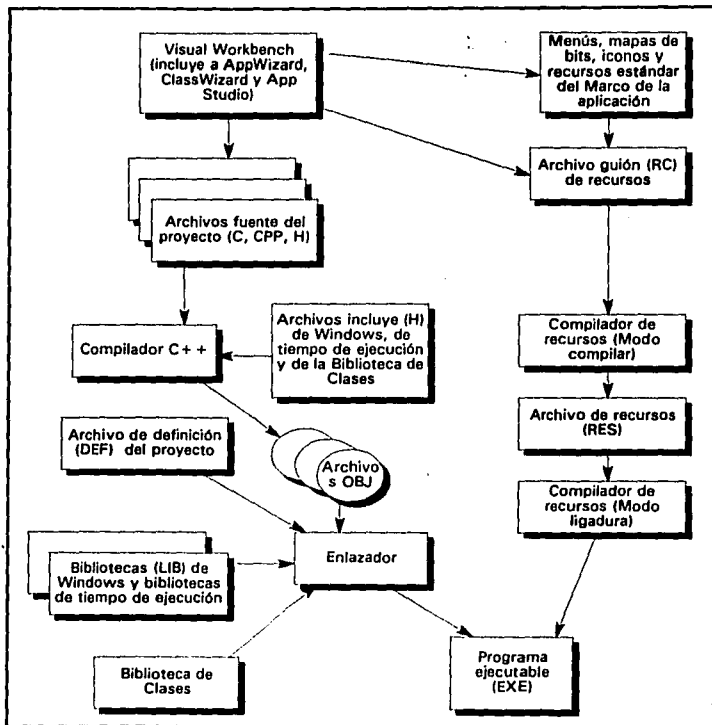 Visual Workbench
(incluye a AppWizard,
ClassWizard y App
Studio)
Menús, mapas de
bits, iconos y
recursos estándar
del Marco de la
aplicación
Archivo guión (RC)
de recursos
Archivos fuente del
proyecto (C, CPP, H)
Compilador C++
Archivos incluye (H)
de Windows, de
tiempo de ejecución
y de la Biblioteca de
Clases
Compilador de
recursos (Modo
compilar)
Archivo de definición
(DEF) del proyecto
Archivo
s OBJ
Archivo de recursos
(RES)
Compilador de
recursos (Modo
ligadura)
Bibliotecas (LIB) de
Windows y bibliotecas
de tiempo de ejecución
Enlazador
Biblioteca de
Clases
Programa
ejecutable
(EXE)